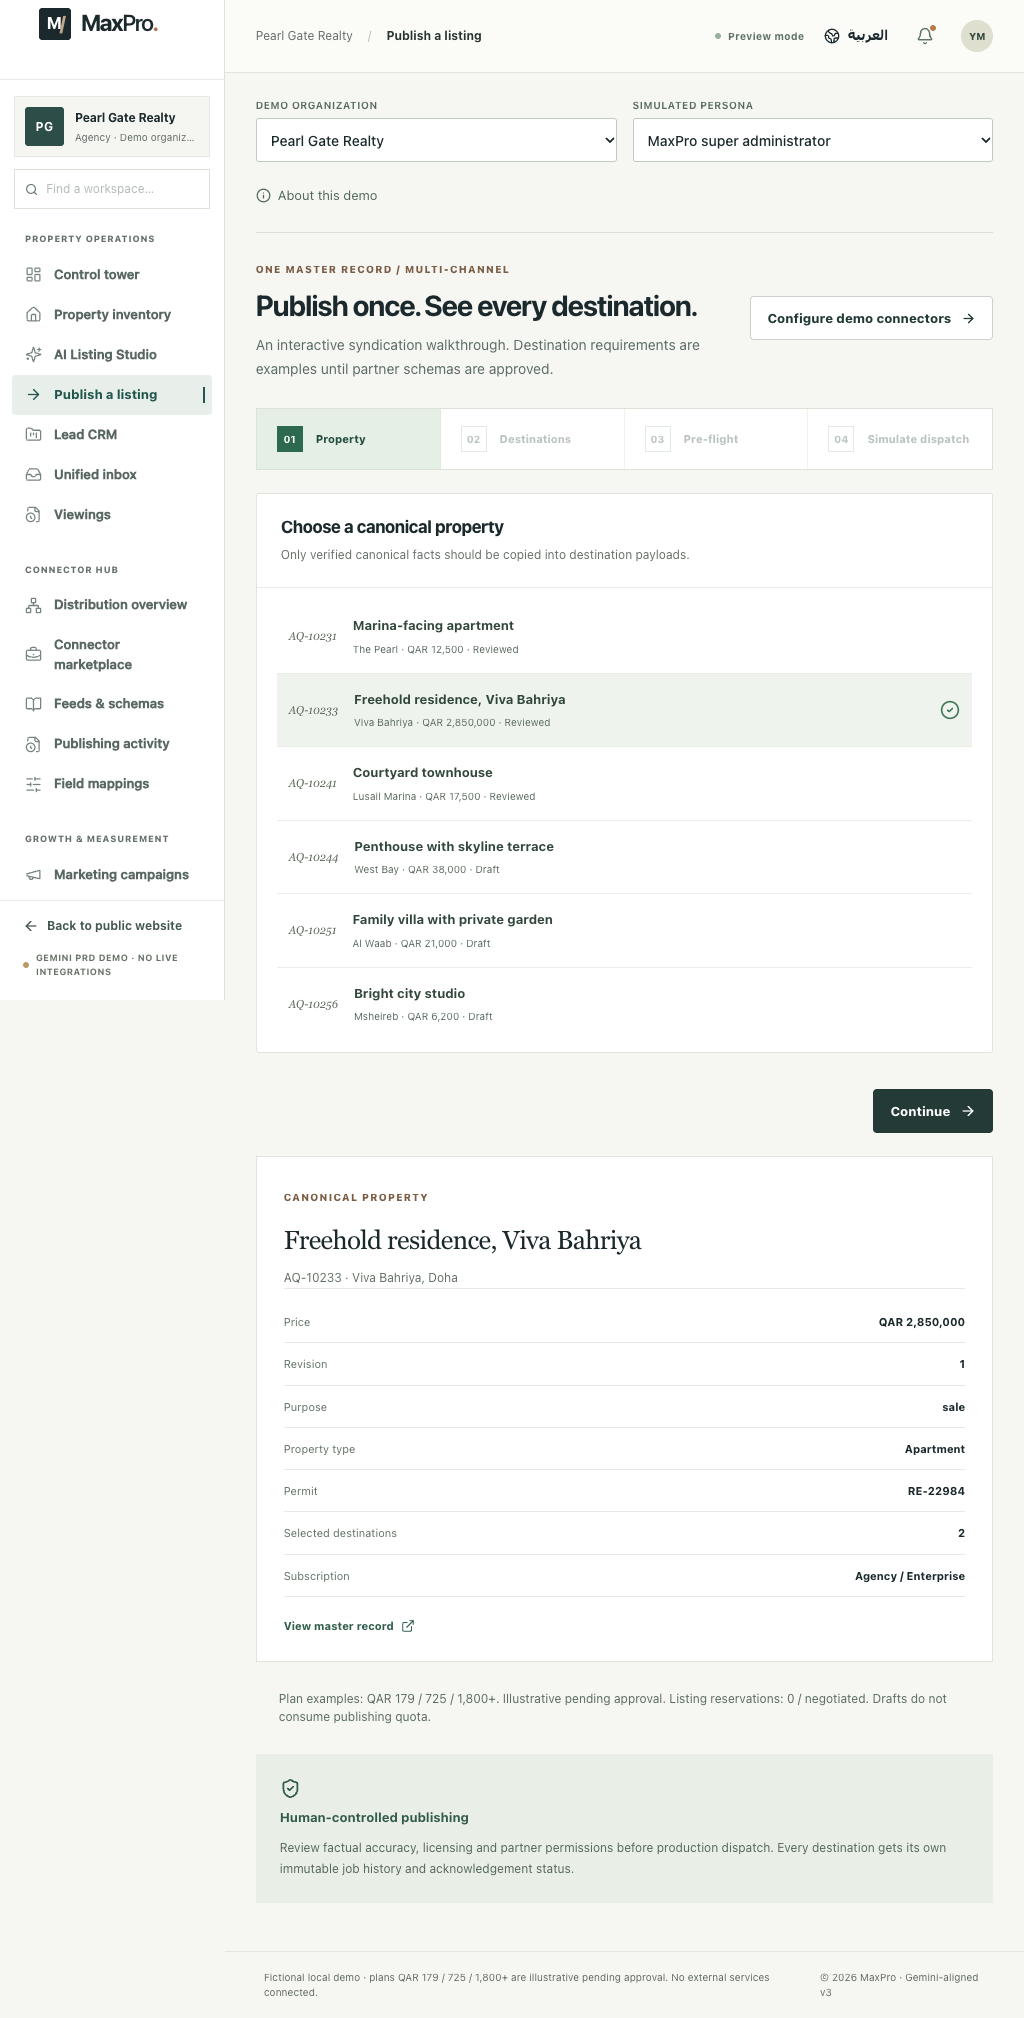 M/ MaxPro.
PG
Pearl Gate Realty
Agency · Demo organiz...
Find a workspace...
PROPERTY OPERATIONS
Control tower
Property inventory
AI Listing Studio
Publish a listing
Lead CRM
Unified inbox
Viewings
CONNECTOR HUB
Distribution overview
Connector
marketplace
Feeds & schemas
Publishing activity
Field mappings
GROWTH & MEASUREMENT
Marketing campaigns
Back to public website
GEMINI PRD DEMO · NO LIVE
INTEGRATIONS
Pearl Gate Realty / Publish a listing
Preview mode
العربية
YM
DEMO ORGANIZATION
Pearl Gate Realty
SIMULATED PERSONA
MaxPro super administrator
About this demo
ONE MASTER RECORD / MULTI-CHANNEL
Publish once. See every destination.
An interactive syndication walkthrough. Destination requirements are
examples until partner schemas are approved.
Configure demo connectors
01 Property
02 Destinations
03 Pre-flight
04 Simulate dispatch
Choose a canonical property
Only verified canonical facts should be copied into destination payloads.
AQ-10231
Marina-facing apartment
The Pearl · QAR 12,500 · Reviewed
AQ-10233
Freehold residence, Viva Bahriya
Viva Bahriya · QAR 2,850,000 · Reviewed
AQ-10241
Courtyard townhouse
Lusail Marina · QAR 17,500 · Reviewed
AQ-10244
Penthouse with skyline terrace
West Bay · QAR 38,000 · Draft
AQ-10251
Family villa with private garden
Al Waab · QAR 21,000 · Draft
AQ-10256
Bright city studio
Msheireb · QAR 6,200 · Draft
Continue
CANONICAL PROPERTY
Freehold residence, Viva Bahriya
AQ-10233 · Viva Bahriya, Doha
Price QAR 2,850,000
Revision 1
Purpose sale
Property type Apartment
Permit RE-22984
Selected destinations 2
Subscription Agency / Enterprise
View master record
Plan examples: QAR 179 / 725 / 1,800+. Illustrative pending approval. Listing reservations: 0 / negotiated. Drafts do not
consume publishing quota.
Human-controlled publishing
Review factual accuracy, licensing and partner permissions before production dispatch. Every destination gets its own
immutable job history and acknowledgement status.
Fictional local demo · plans QAR 179 / 725 / 1,800+ are illustrative pending approval. No external services
connected.
© 2026 MaxPro · Gemini-aligned
v3